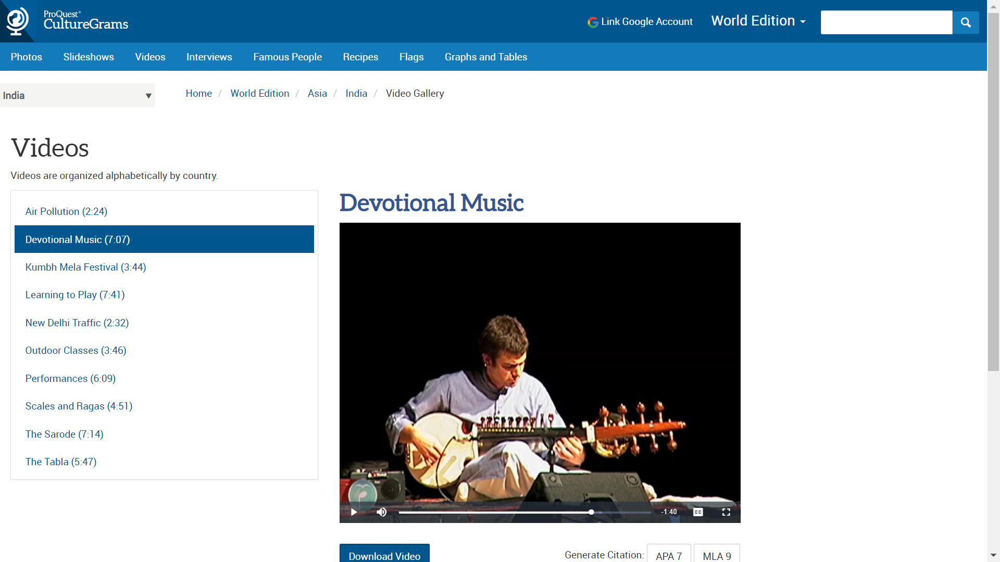 ProQuest®
CultureGrams
Link Google Account
World Edition
Photos
Slideshows
Videos
Interviews
Famous People
Recipes
Flags
Graphs and Tables
India
Home / World Edition / Asia / India / Video Gallery
Videos
Videos are organized alphabetically by country.
Air Pollution (2:24)
Devotional Music (7:07)
Kumbh Mela Festival (3:44)
Learning to Play (7:41)
New Delhi Traffic (2:32)
Outdoor Classes (3:46)
Performances (6:09)
Scales and Ragas (4:51)
The Sarode (7:14)
The Tabla (5:47)
Devotional Music
-1:40
CC
Download Video
Generate Citation:
APA 7
MLA 9